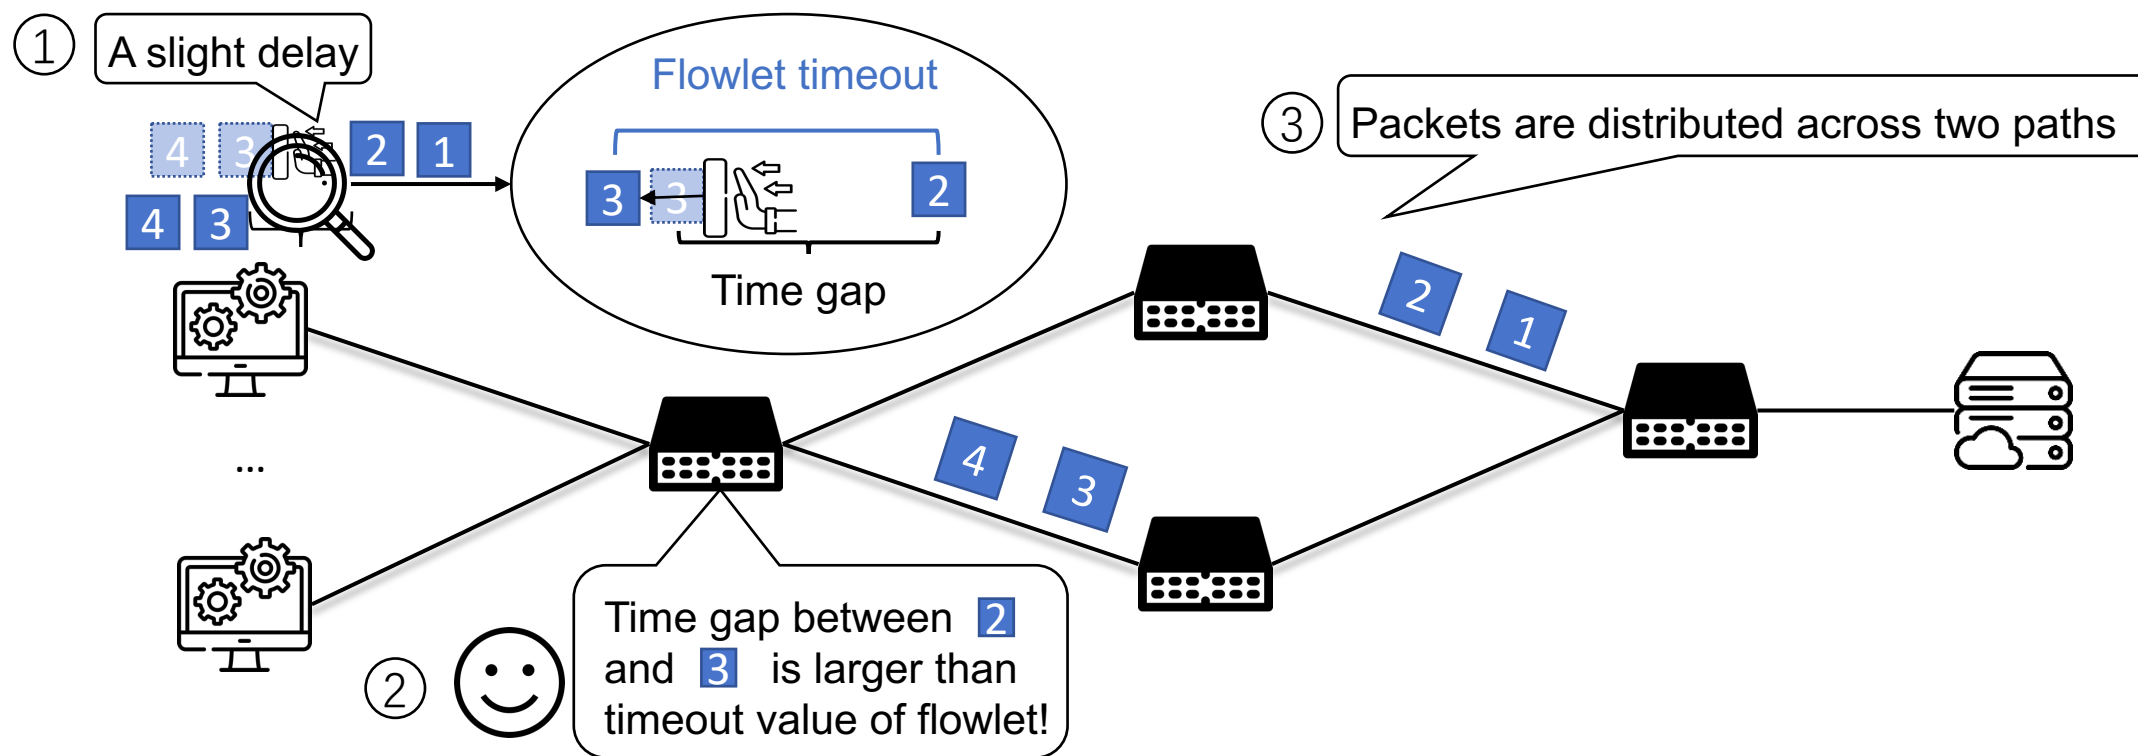 ① A slight delay
4 3 2 1
4 3
Flowlet timeout
3 3 2
Time gap
③ Packets are distributed across two paths
2 1
4 3
...
② Time gap between 2
and 3 is larger than
timeout value of flowlet!